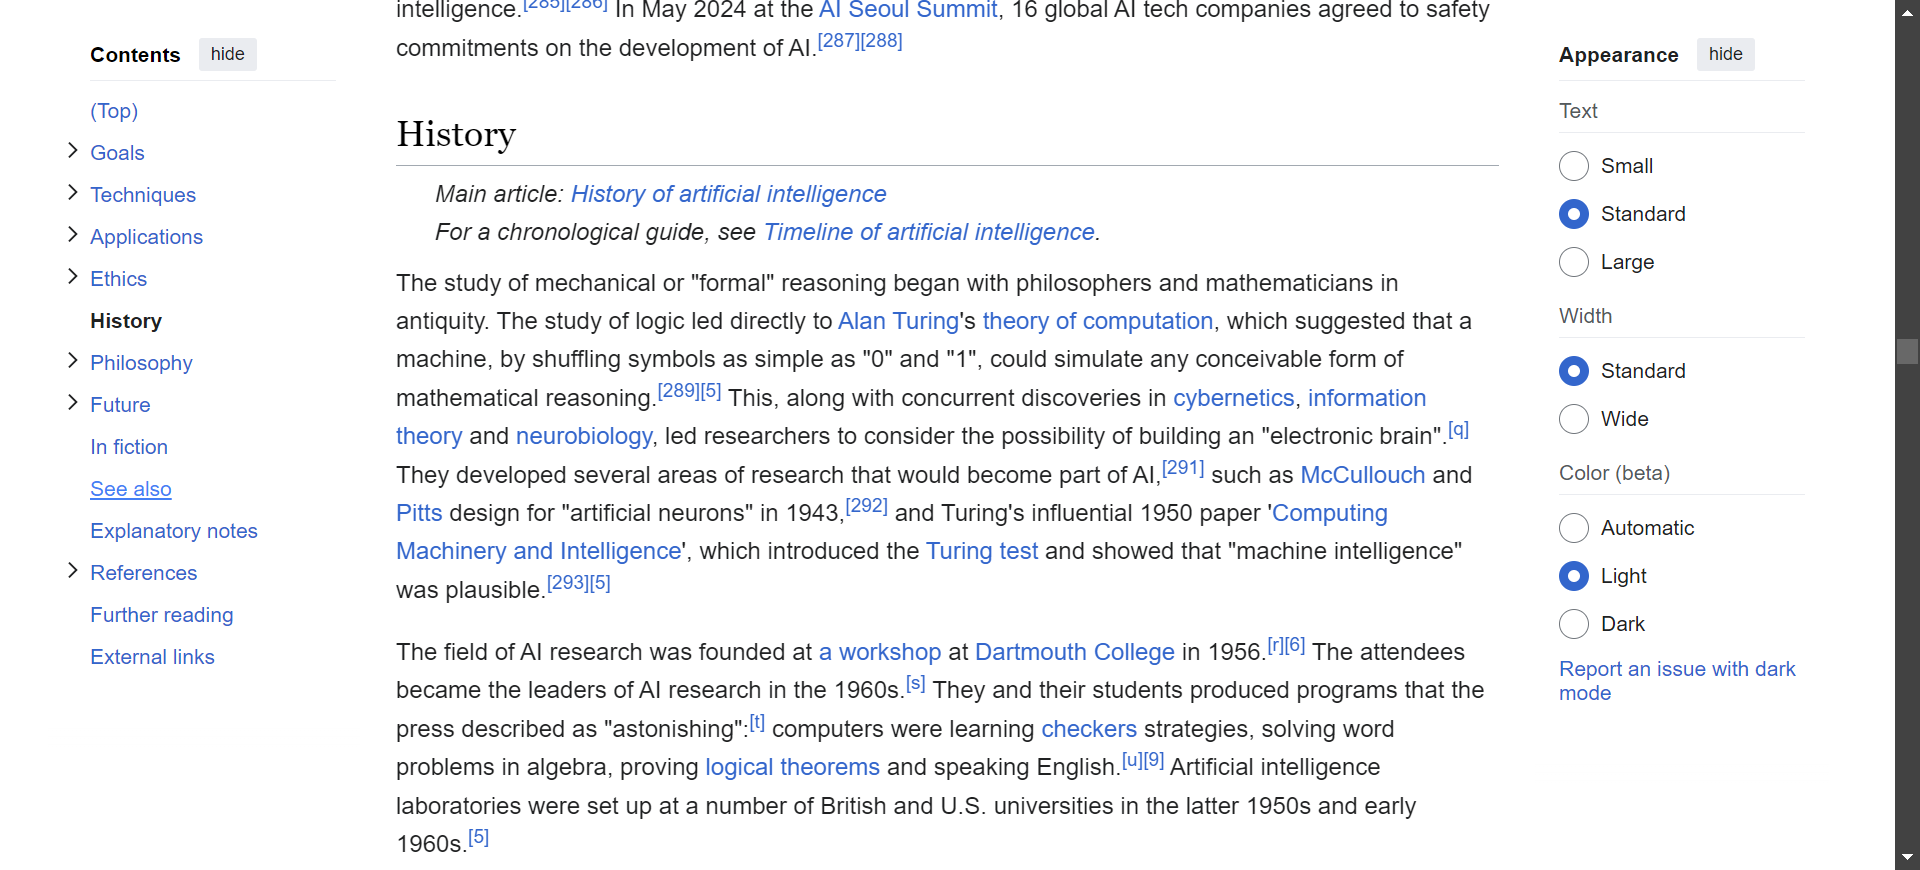 Contents hide
(Top)
Goals
Techniques
Applications
Ethics
History
Philosophy
Future
In fiction
See also
Explanatory notes
References
Further reading
External links
intelligence.[285][286] In May 2024 at the AI Seoul Summit, 16 global AI tech companies agreed to safety
commitments on the development of AI.[287][288]
History
Main article: History of artificial intelligence
For a chronological guide, see Timeline of artificial intelligence.
The study of mechanical or "formal" reasoning began with philosophers and mathematicians in
antiquity. The study of logic led directly to Alan Turing's theory of computation, which suggested that a
machine, by shuffling symbols as simple as "0" and "1", could simulate any conceivable form of
mathematical reasoning.[289][5] This, along with concurrent discoveries in cybernetics, information
theory and neurobiology, led researchers to consider the possibility of building an "electronic brain".[q]
They developed several areas of research that would become part of AI,[291] such as McCullouch and
Pitts design for "artificial neurons" in 1943,[292] and Turing's influential 1950 paper 'Computing
Machinery and Intelligence', which introduced the Turing test and showed that "machine intelligence"
was plausible.[293][5]
The field of AI research was founded at a workshop at Dartmouth College in 1956.[r][6] The attendees
became the leaders of AI research in the 1960s.[s] They and their students produced programs that the
press described as "astonishing":[t] computers were learning checkers strategies, solving word
problems in algebra, proving logical theorems and speaking English.[u][9] Artificial intelligence
laboratories were set up at a number of British and U.S. universities in the latter 1950s and early
1960s.[5]
Appearance hide
Text
Small
Standard
Large
Width
Standard
Wide
Color (beta)
Automatic
Light
Dark
Report an issue with dark
mode